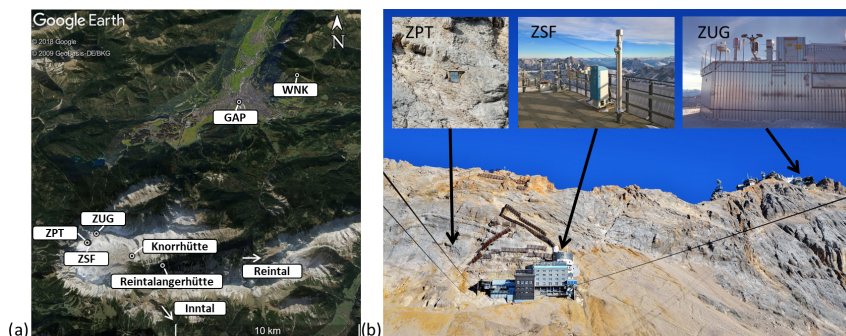 Google Earth
© 2018 Google
© 2009 GeoBasis-DE/BKG
N
WNK
GAP
ZUG
ZPT
ZSF
Knorrhütte
Reintal
Reintalangerhütte
Inntal
10 km
(a)
ZPT
ZSF
ZUG
(b)